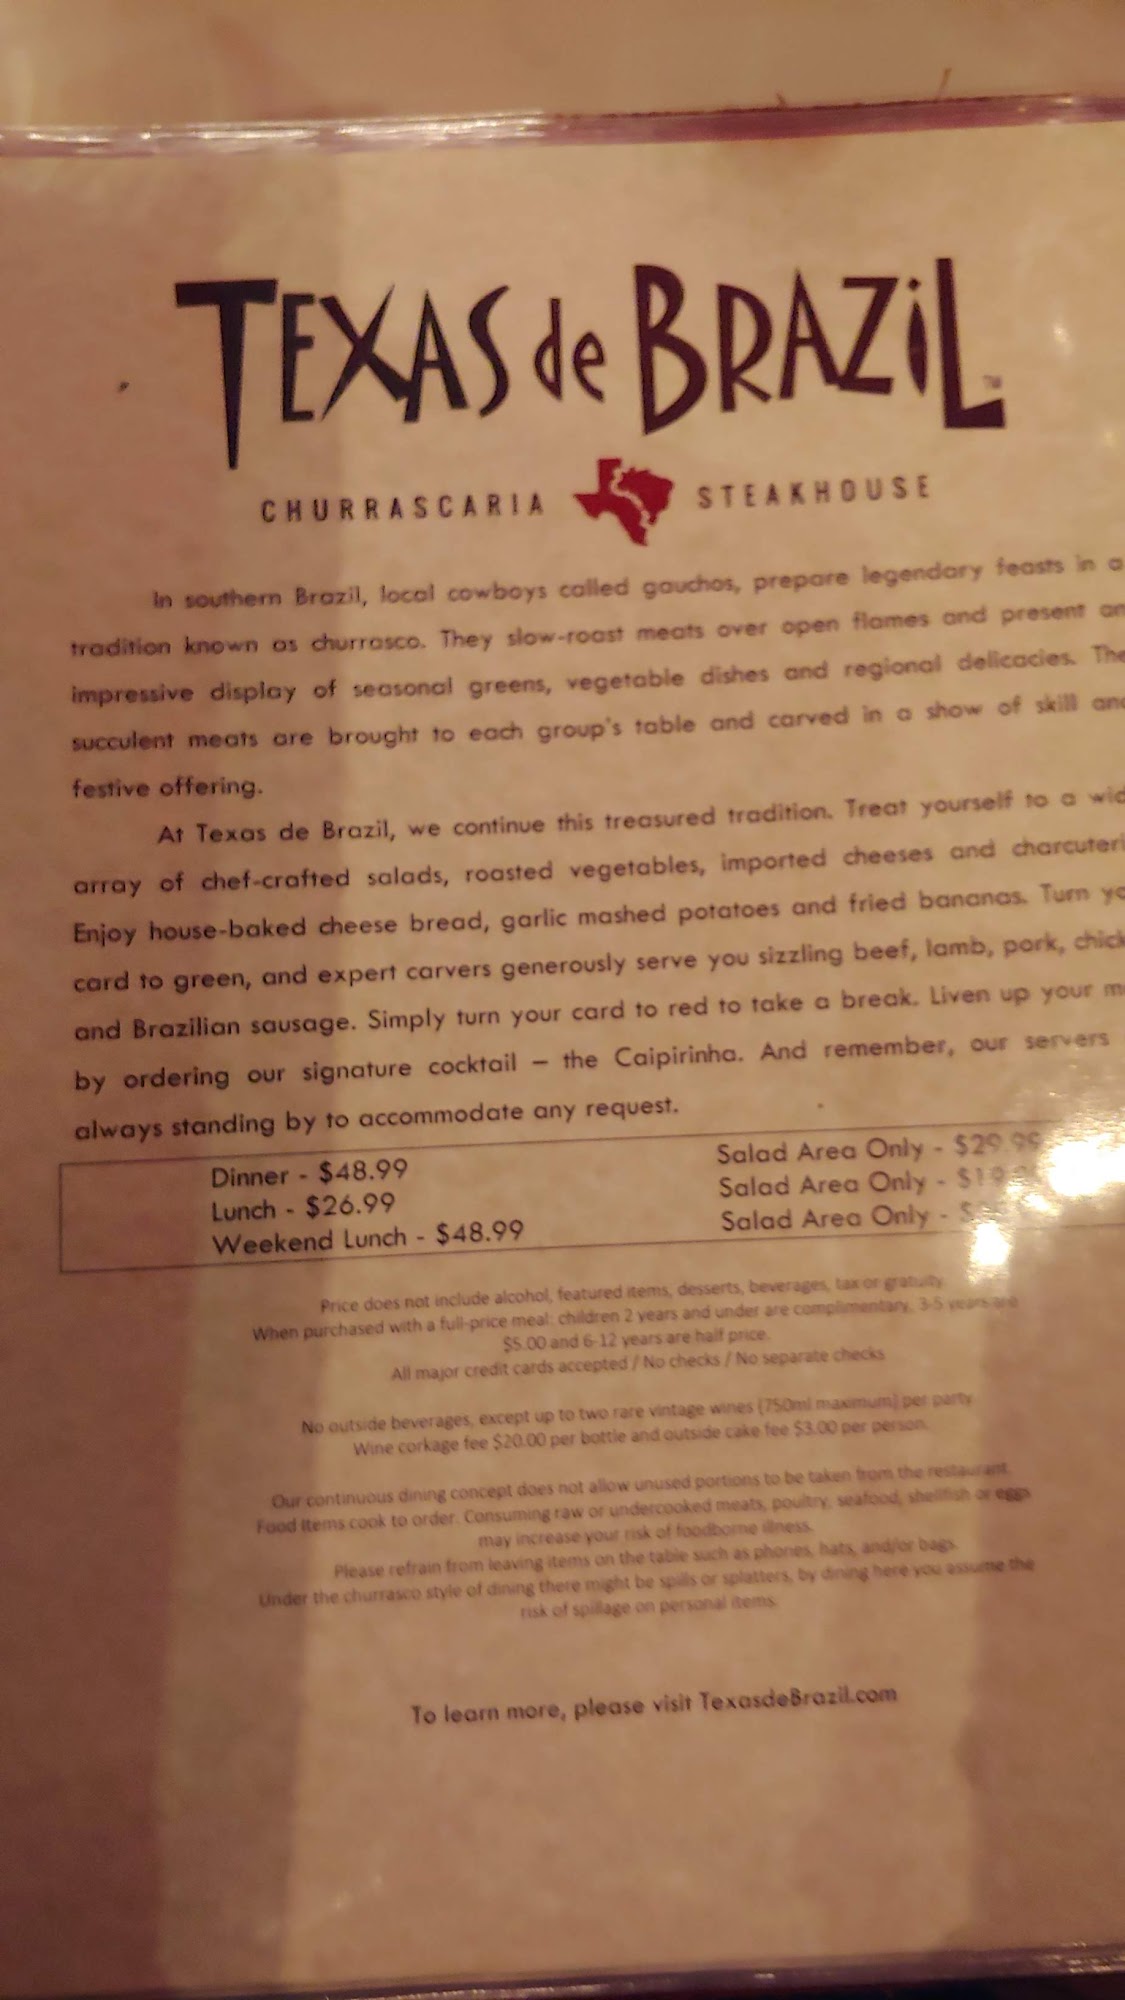 TEXAS de BRAZiL
TM
CHURRASCARIA STEAKHOUSE
In southern Brazil, local cowboys called gauchos, prepare legendary feasts in a
tradition known as churrasco. They slow-roast meats over open flames and present an
impressive display of seasonal greens, vegetable dishes and regional delicacies. The
succulent meats are brought to each group's table and carved in a show of skill and
festive offering.
At Texas de Brazil, we continue this treasured tradition. Treat yourself to a
array of chef-crafted salads, roasted vegetables, imported cheeses and
Enjoy house-baked cheese bread, garlic mashed potatoes and fried bananas. Turn
card to green, and expert carvers generously serve you sizzling beef, lamb, pork,
and Brazilian sausage. Simply turn your card to red to take a break. Liven up your
by ordering our signature cocktail – the Caipirinha. And remember, our servers
always standing by to accommodate any request.
Dinner - $48.99 Salad Area Only - $29.99
Lunch - $26.99 Salad Area Only -
Weekend Lunch - $48.99 Salad Area Only -
Price does not include alcohol, featured items, desserts, beverages, tax or gratuity.
When purchased with a full-price meal: children 2 years and under are complimentary, 3-5 years are
$5.00 and 6-12 years are half price.
All major credit cards accepted / No checks / No separate checks
No outside beverages, except up to two rare vintage wines (750ml maximum) per party
Wine corkage fee $20.00 per bottle and outside cake fee $3.00 per person.
Our continuous dining concept does not allow unused portions to be taken from the restaurant.
Food Items cook to order. Consuming raw or undercooked meats, poultry, seafood, shellfish or eggs
may increase your risk of foodborne illness.
Please refrain from leaving items on the table such as phones, hats, and/or bags.
Under the churrasco style of dining there might be spills or splatters, by dining here you assume the
risk of spillage on personal items.
To learn more, please visit TexasdeBrazil.com